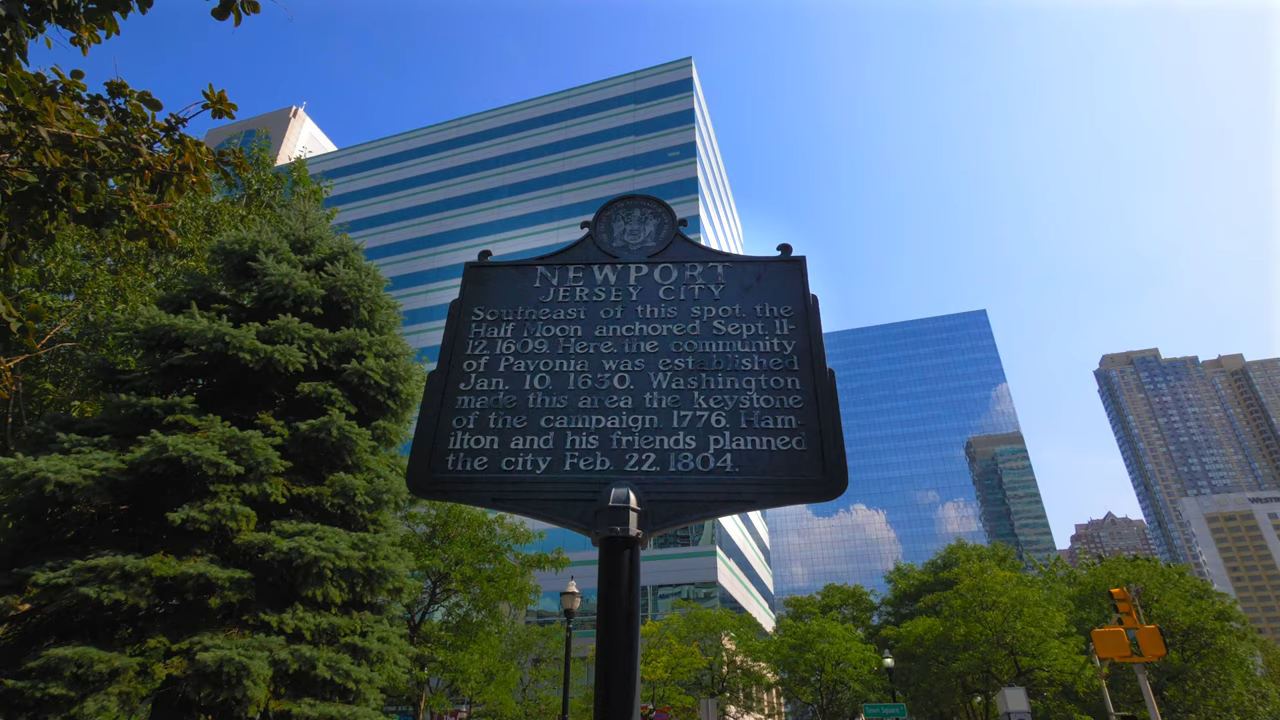 NEWPORT
JERSEY CITY
Southeast of this spot, the
Half Moon anchored Sept. 11-
12, 1609. Here, the community
of Pavonia was established
Jan. 10, 1630. Washington
made this area the keystone
of the campaign, 1776. Ham-
ilton and his friends planned
the city Feb. 22, 1804.
Town Square